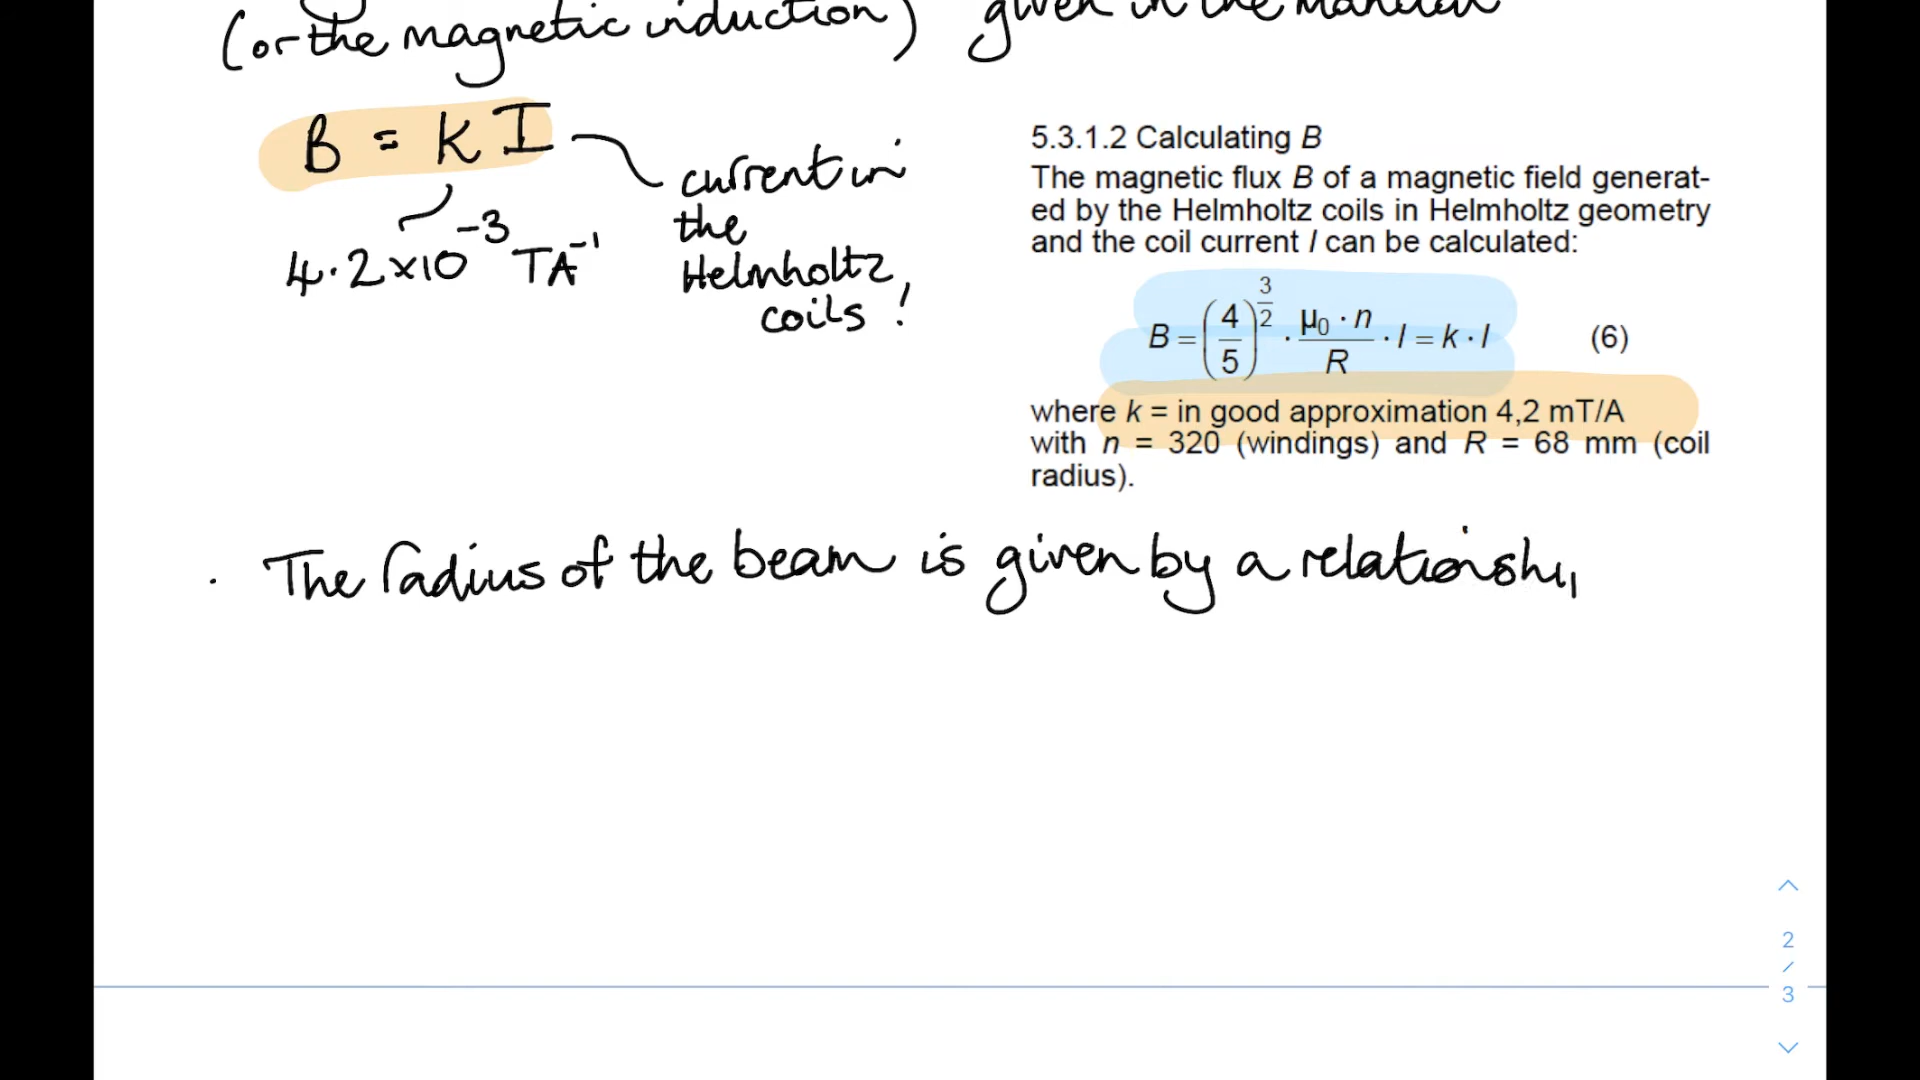 (or the magnetic induction) given in the manual
B = k I
4.2×10⁻³ TA⁻¹
current in
the
Helmholtz
coils!
5.3.1.2 Calculating B
The magnetic flux B of a magnetic field generat-
ed by the Helmholtz coils in Helmholtz geometry
and the coil current I can be calculated:
B = (4/5)^(3/2) · μ₀ · n / R · I = k · I (6)
where k = in good approximation 4,2 mT/A
with n = 320 (windings) and R = 68 mm (coil
radius).
· The radius of the beam is given by a relationshi
2
/
3